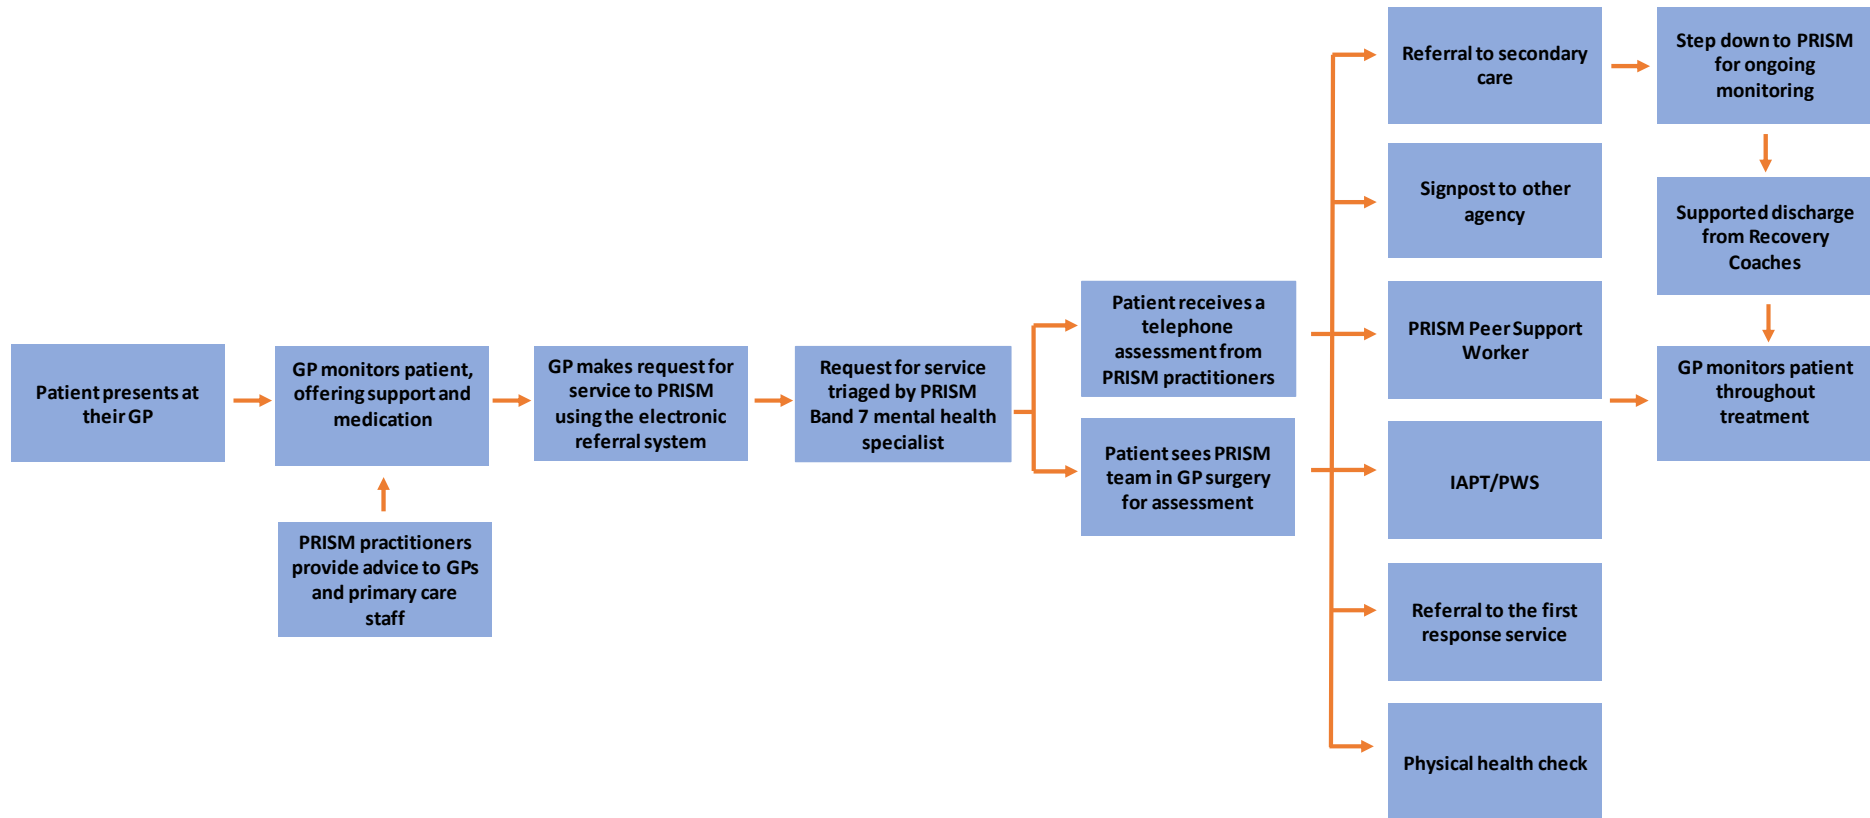 Patient presents at
their GP
GP monitors patient,
offering support and
medication
PRISM practitioners
provide advice to GPs
and primary care
staff
GP makes request for
service to PRISM
using the electronic
referral system
Request for service
triaged by PRISM
Band 7 mental health
specialist
Patient receives a
telephone
assessment from
PRISM practitioners
Patient sees PRISM
team in GP surgery
for assessment
Referral to secondary
care
Signpost to other
agency
PRISM Peer Support
Worker
IAPT/PWS
Referral to the first
response service
Physical health check
Step down to PRISM
for ongoing
monitoring
Supported discharge
from Recovery
Coaches
GP monitors patient
throughout
treatment